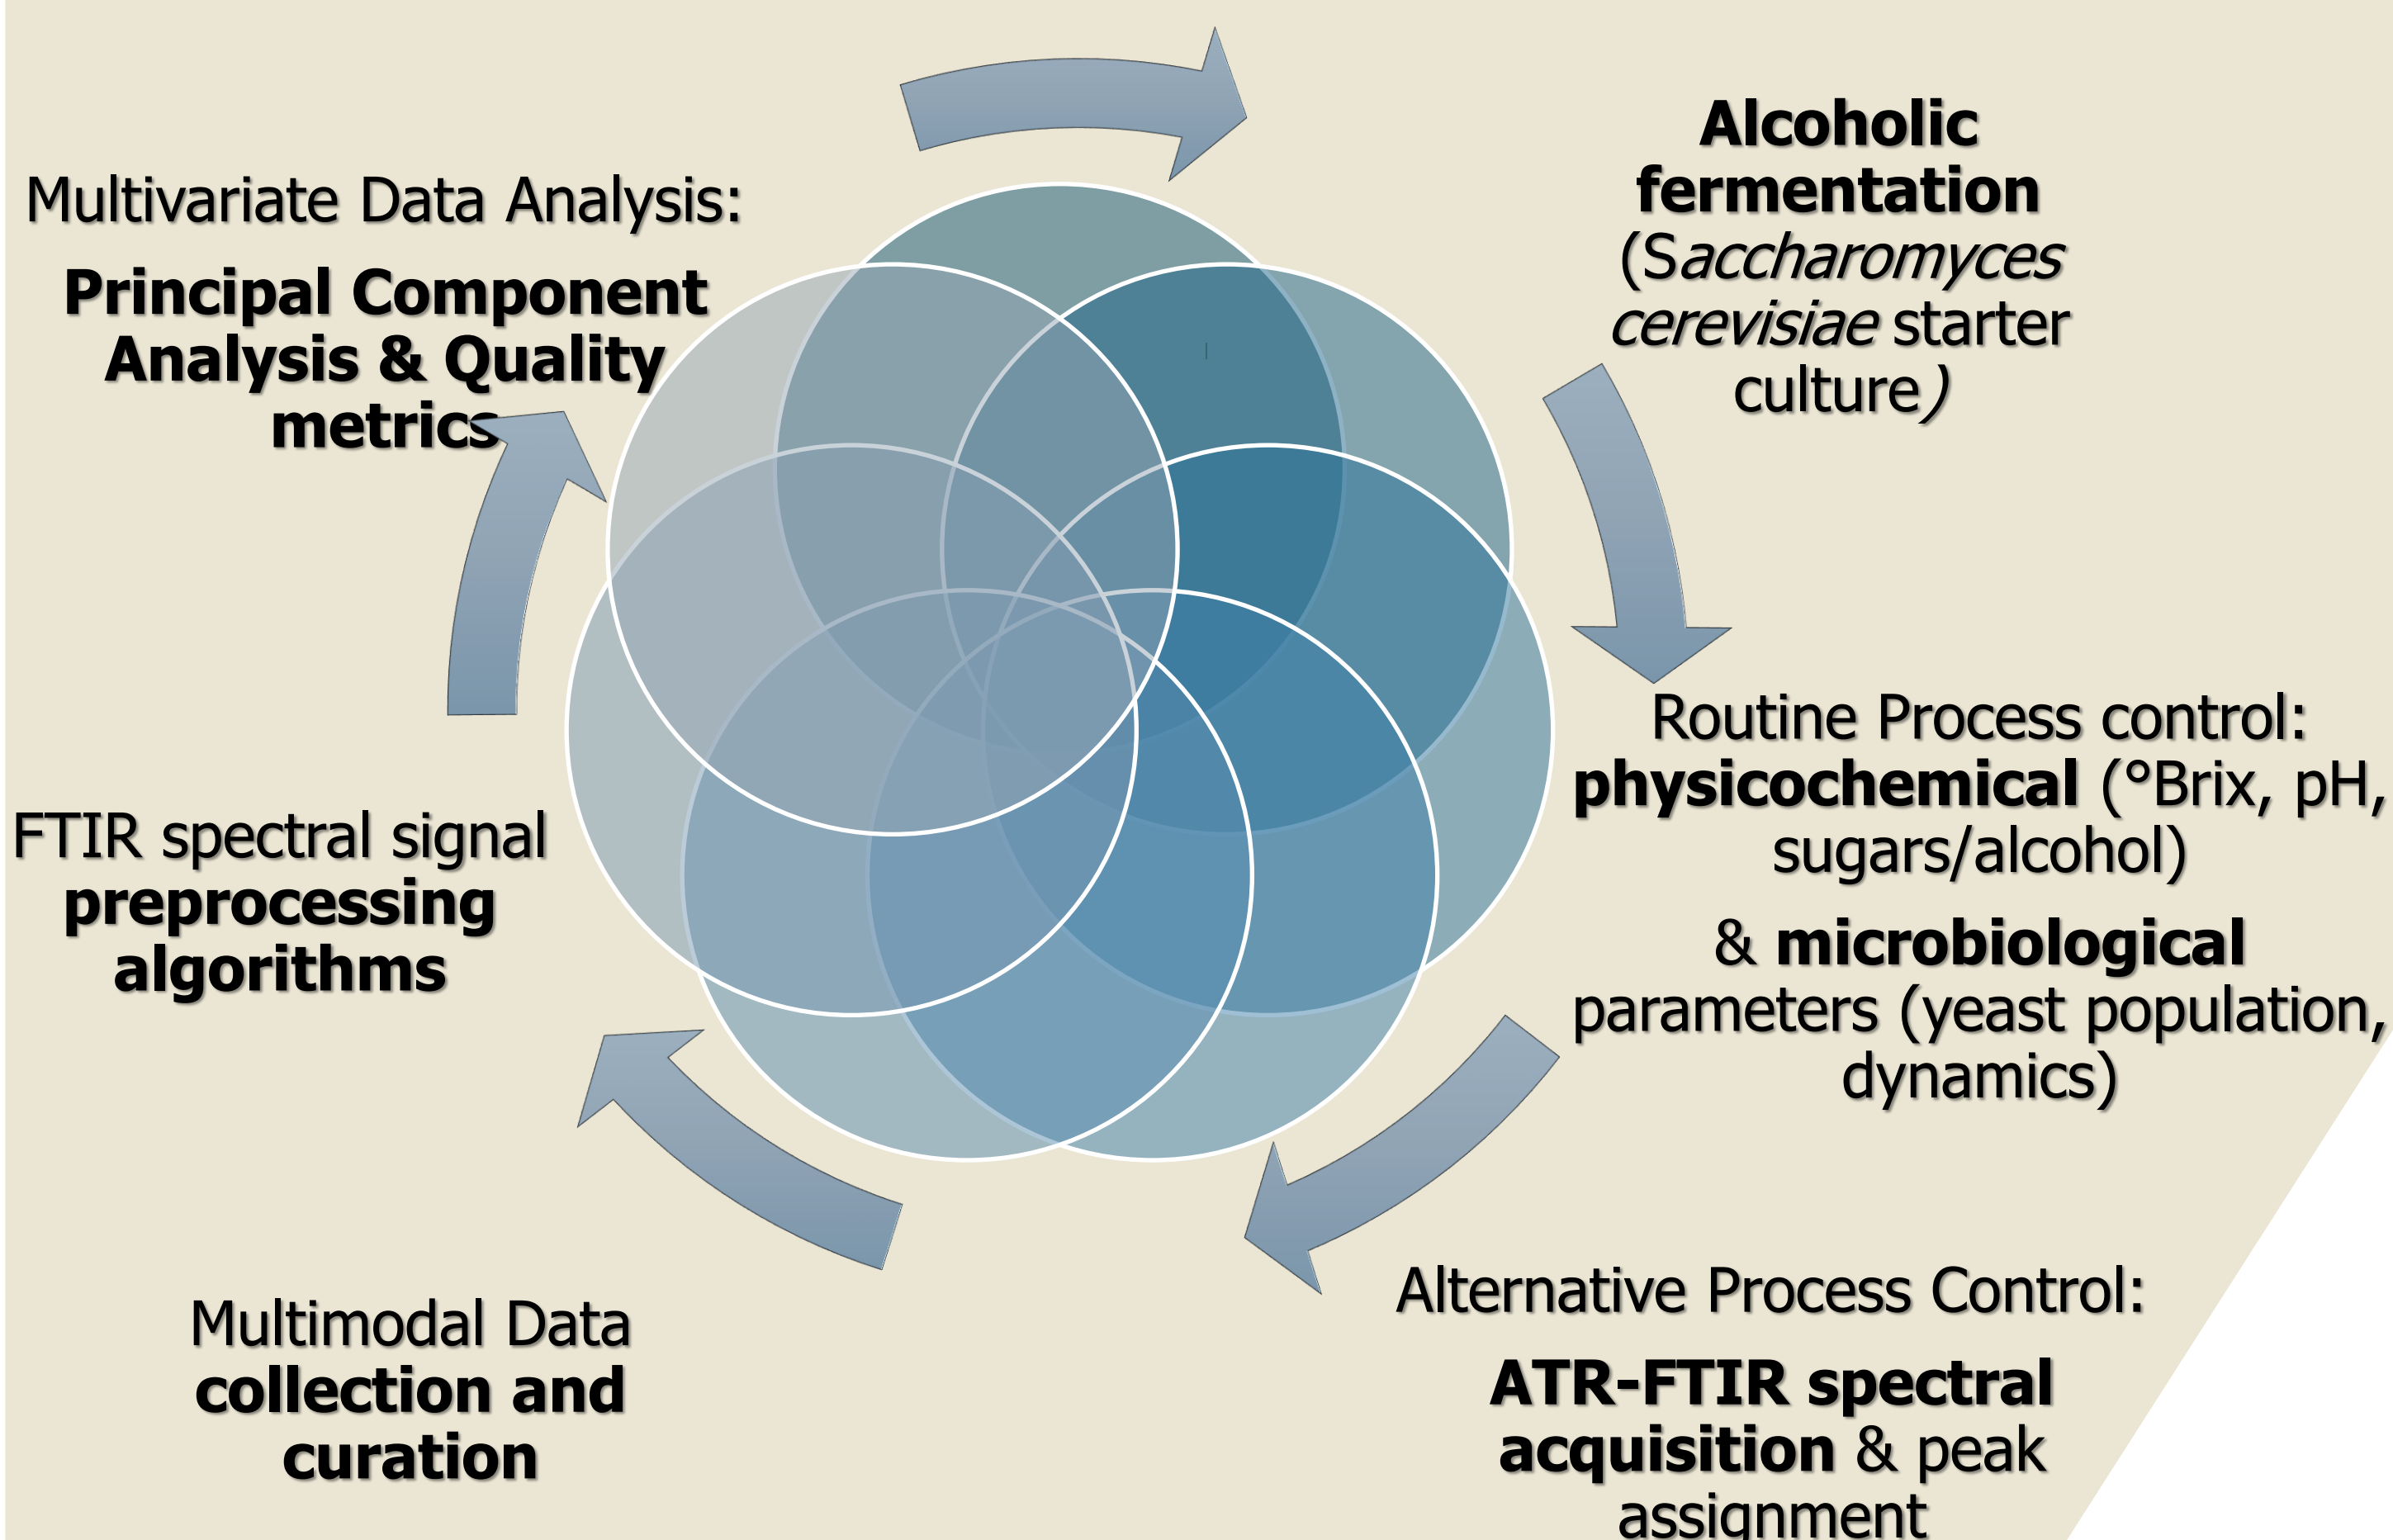 Alcoholic
fermentation
(Saccharomyces
cerevisiae starter
culture)
Routine Process control:
physicochemical (°Brix, pH,
sugars/alcohol)
& microbiological
parameters (yeast population,
dynamics)
Alternative Process Control:
ATR-FTIR spectral
acquisition & peak
assignment
Multimodal Data
collection and
curation
FTIR spectral signal
preprocessing
algorithms
Multivariate Data Analysis:
Principal Component
Analysis & Quality
metrics